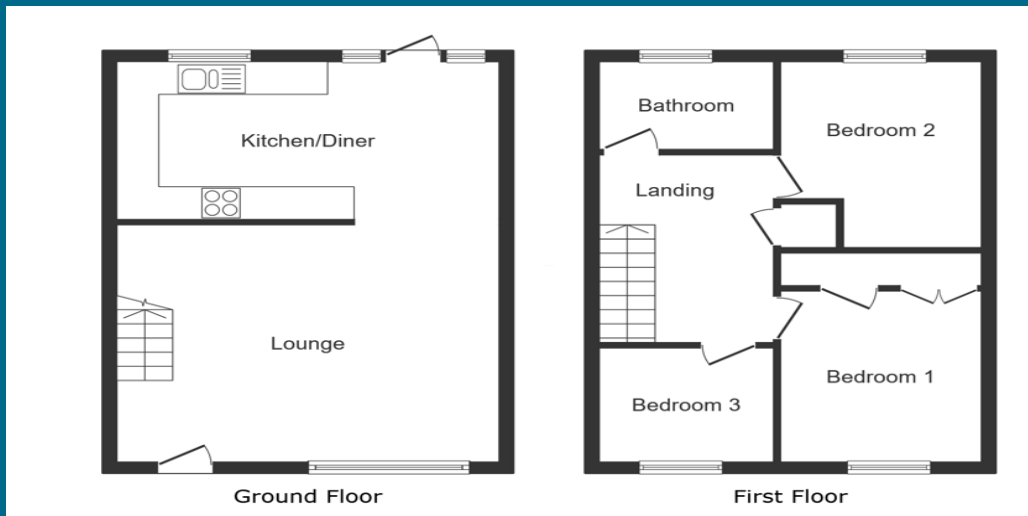 Kitchen/Diner
Lounge
Ground Floor
Bathroom
Bedroom 2
Landing
Bedroom 1
Bedroom 3
First Floor